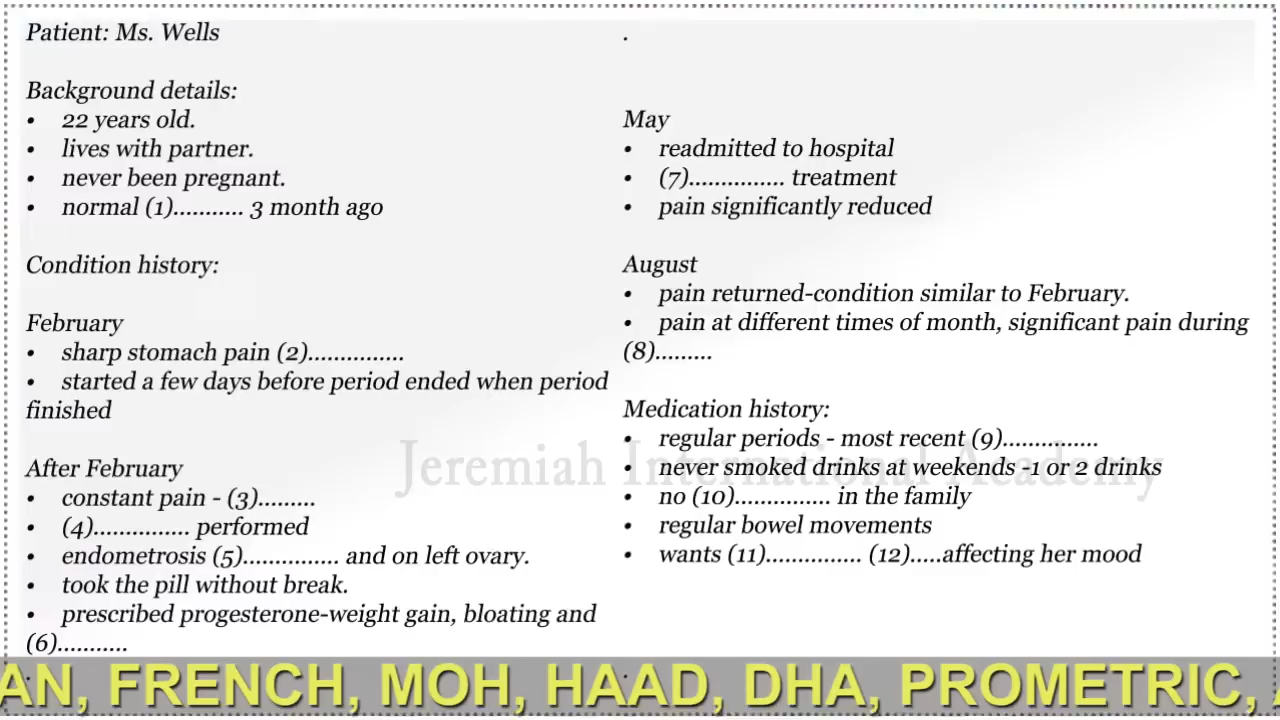 Patient: Ms. Wells
Background details:
• 22 years old.
• lives with partner.
• never been pregnant.
• normal (1)........... 3 month ago
Condition history:
February
• sharp stomach pain (2)...............
• started a few days before period ended when period
finished
After February
• constant pain - (3).........
• (4)............... performed
• endometrosis (5)............... and on left ovary.
• took the pill without break.
• prescribed progesterone-weight gain, bloating and
(6)...........
.
.
May
• readmitted to hospital
• (7)............... treatment
• pain significantly reduced
August
• pain returned-condition similar to February.
• pain at different times of month, significant pain during
(8).........
Medication history:
• regular periods - most recent (9)...............
• never smoked drinks at weekends -1 or 2 drinks
• no (10)............... in the family
• regular bowel movements
• wants (11)............... (12).....affecting her mood
.
Jeremiah International Academy
AN, FRENCH, MOH, HAAD, DHA, PROMETRIC,